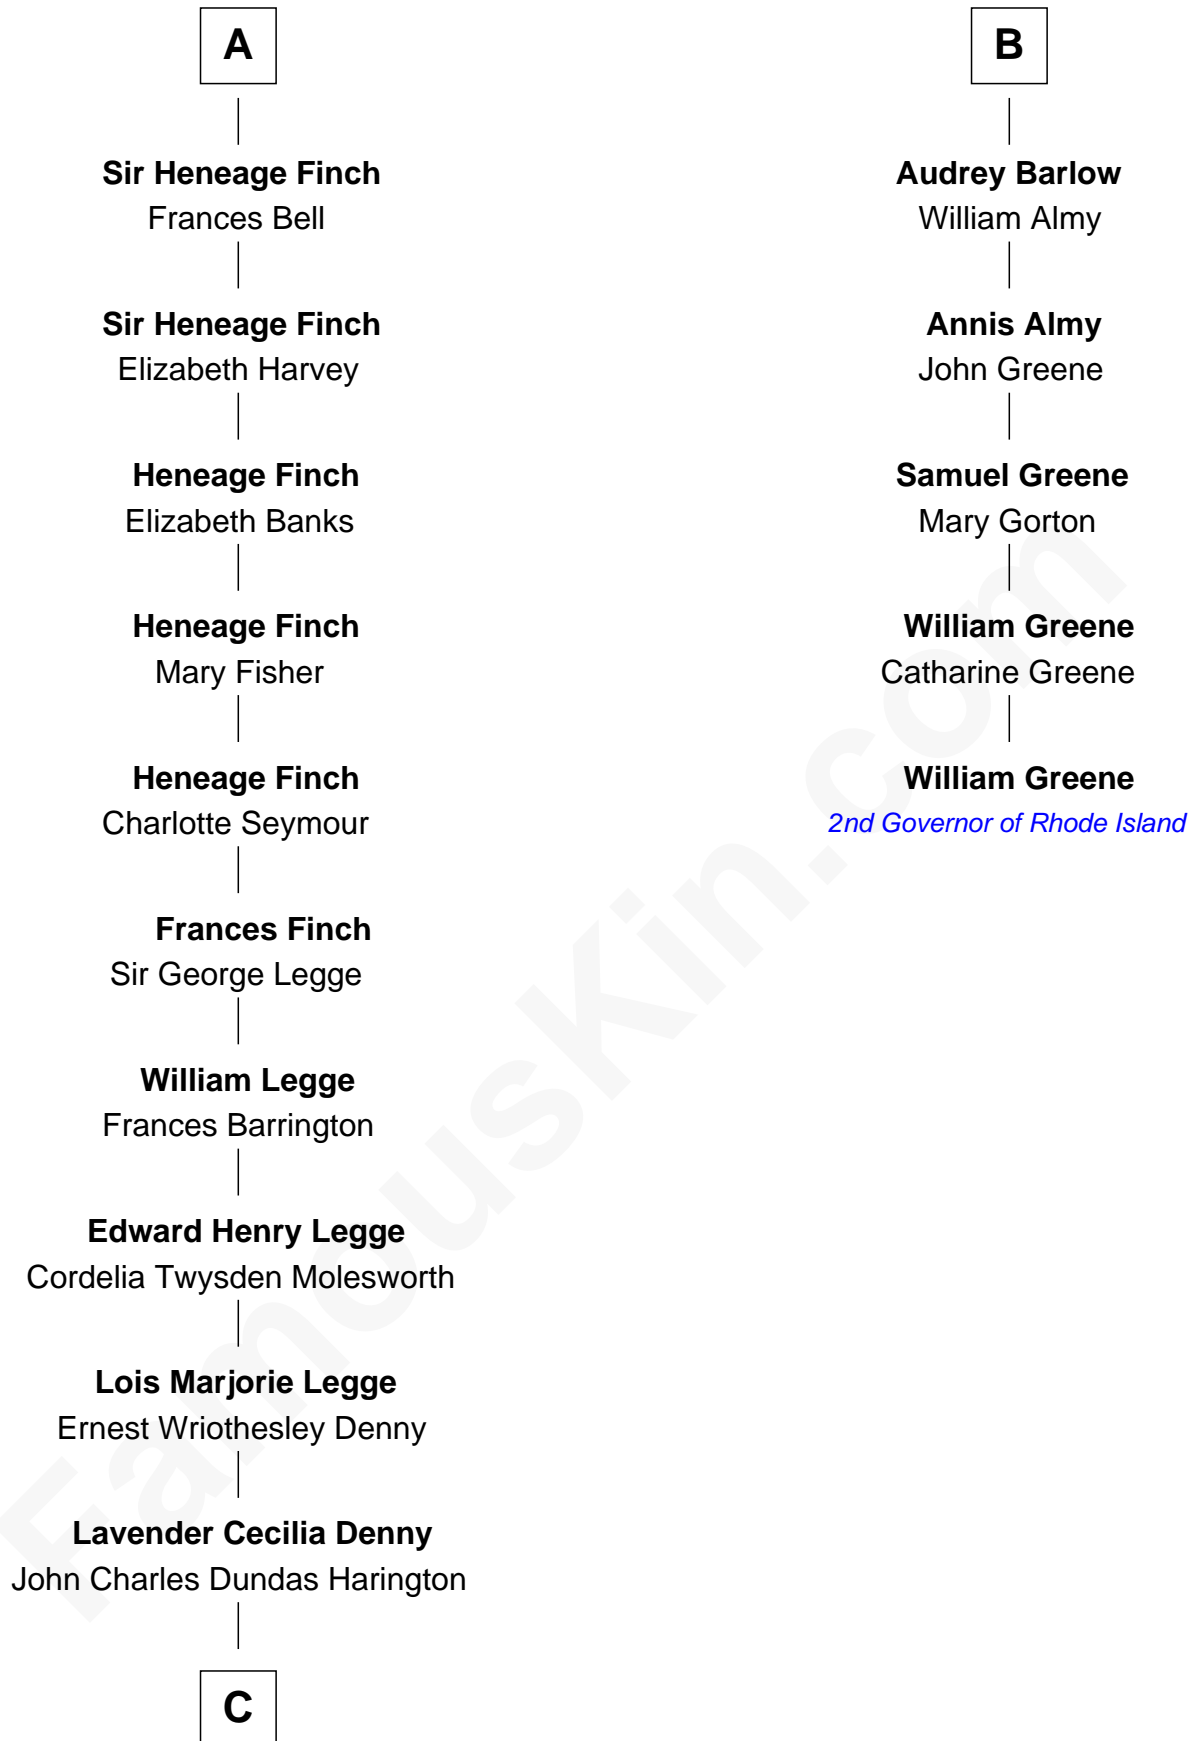 A
Sir Heneage Finch
Frances Bell
Sir Heneage Finch
Elizabeth Harvey
Heneage Finch
Elizabeth Banks
Heneage Finch
Mary Fisher
Heneage Finch
Charlotte Seymour
Frances Finch
Sir George Legge
William Legge
Frances Barrington
Edward Henry Legge
Cordelia Twysden Molesworth
Lois Marjorie Legge
Ernest Wriothesley Denny
Lavender Cecilia Denny
John Charles Dundas Harington
C
B
Audrey Barlow
William Almy
Annis Almy
John Greene
Samuel Greene
Mary Gorton
William Greene
Catharine Greene
William Greene
2nd Governor of Rhode Island
FamousKin.com